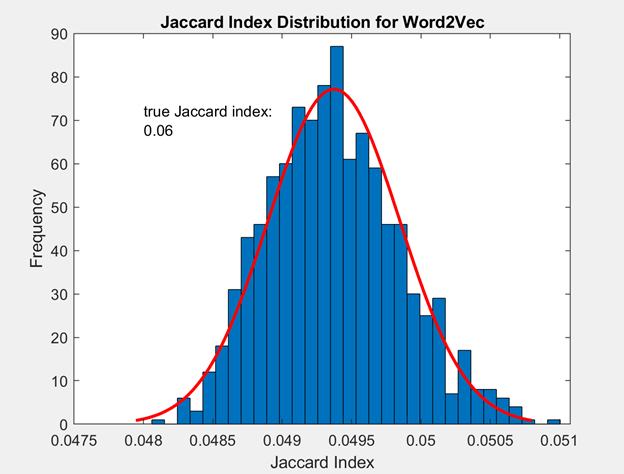 Jaccard Index Distribution for Word2Vec
90
80
70
60
50
40
30
20
10
0
true Jaccard index:
0.06
Frequency
0.0475 0.048 0.0485 0.049 0.0495 0.05 0.0505 0.051
Jaccard Index